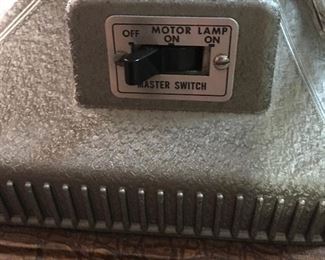 OFF MOTOR LAMP
ON ON
MASTER SWITCH